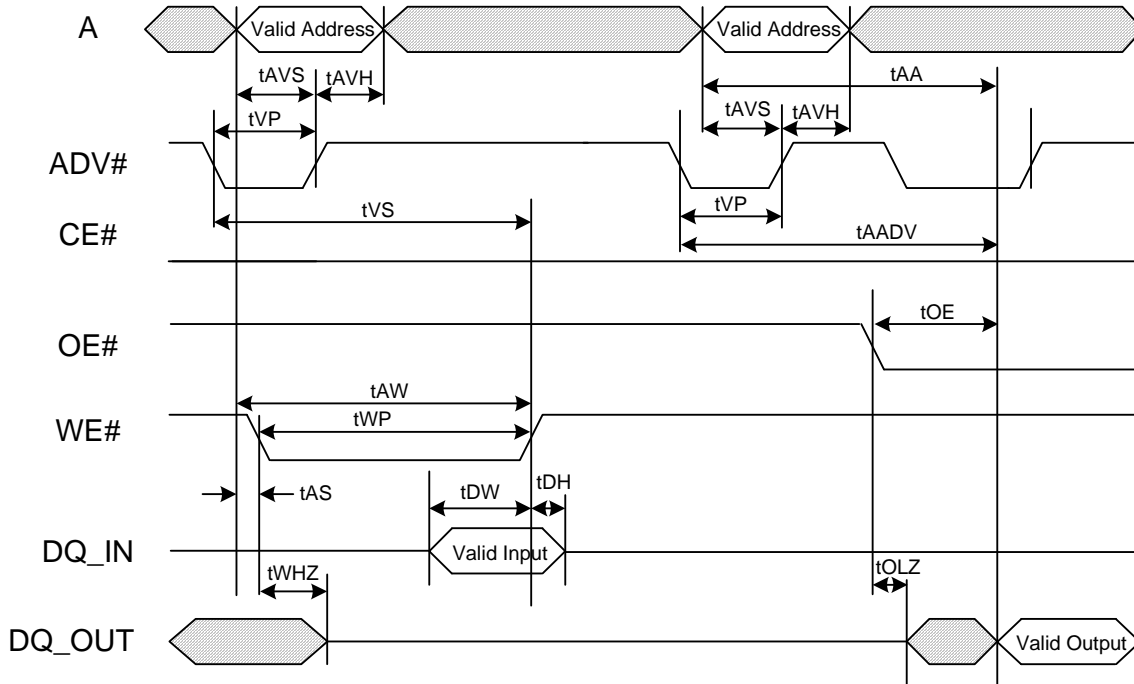 A
Valid Address
Valid Address
tAVS
tAVH
tAA
tVP
tAVS
tAVH
ADV#
tVS
tVP
CE#
tAADV
tOE
OE#
tAW
tWP
WE#
tAS
tDW
tDH
DQ_IN
Valid Input
tWHZ
tOLZ
DQ_OUT
Valid Output